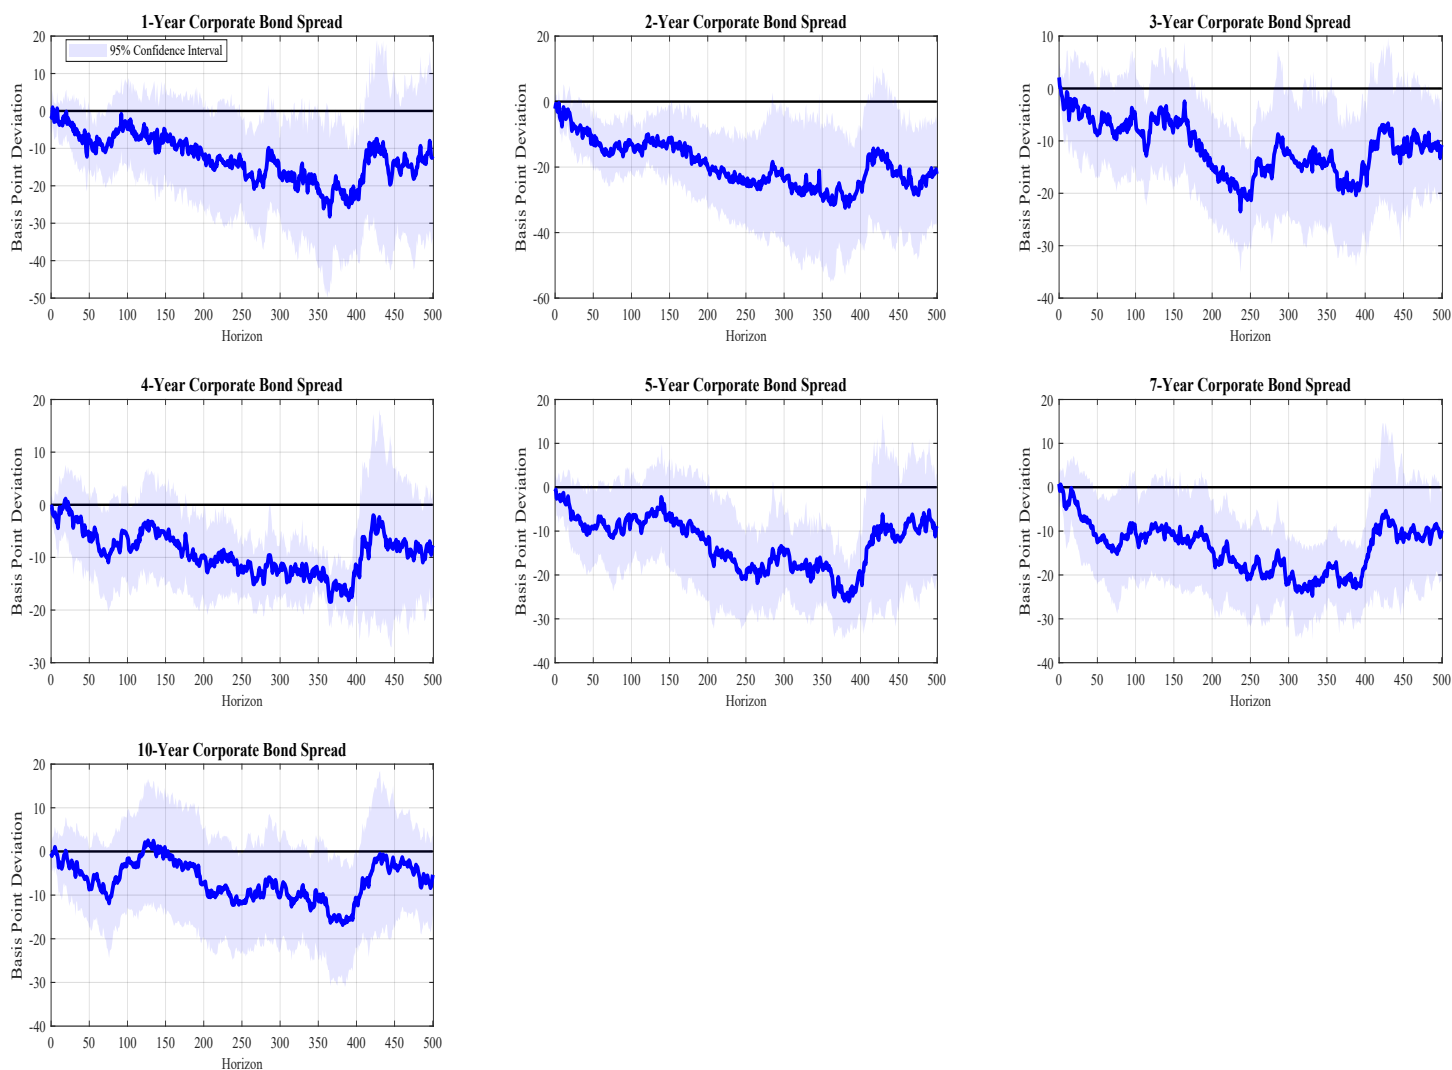 1-Year Corporate Bond Spread
20
10
0
-10
-20
-30
-40
-50
Basis Point Deviation
95% Confidence Interval
0 50 100 150 200 250 300 350 400 450 500
Horizon
2-Year Corporate Bond Spread
20
0
-20
-40
-60
Basis Point Deviation
0 50 100 150 200 250 300 350 400 450 500
Horizon
3-Year Corporate Bond Spread
10
0
-10
-20
-30
-40
Basis Point Deviation
0 50 100 150 200 250 300 350 400 450 500
Horizon
4-Year Corporate Bond Spread
20
10
0
-10
-20
-30
Basis Point Deviation
0 50 100 150 200 250 300 350 400 450 500
Horizon
5-Year Corporate Bond Spread
20
10
0
-10
-20
-30
-40
Basis Point Deviation
0 50 100 150 200 250 300 350 400 450 500
Horizon
7-Year Corporate Bond Spread
20
10
0
-10
-20
-30
-40
Basis Point Deviation
0 50 100 150 200 250 300 350 400 450 500
Horizon
10-Year Corporate Bond Spread
20
10
0
-10
-20
-30
-40
Basis Point Deviation
0 50 100 150 200 250 300 350 400 450 500
Horizon